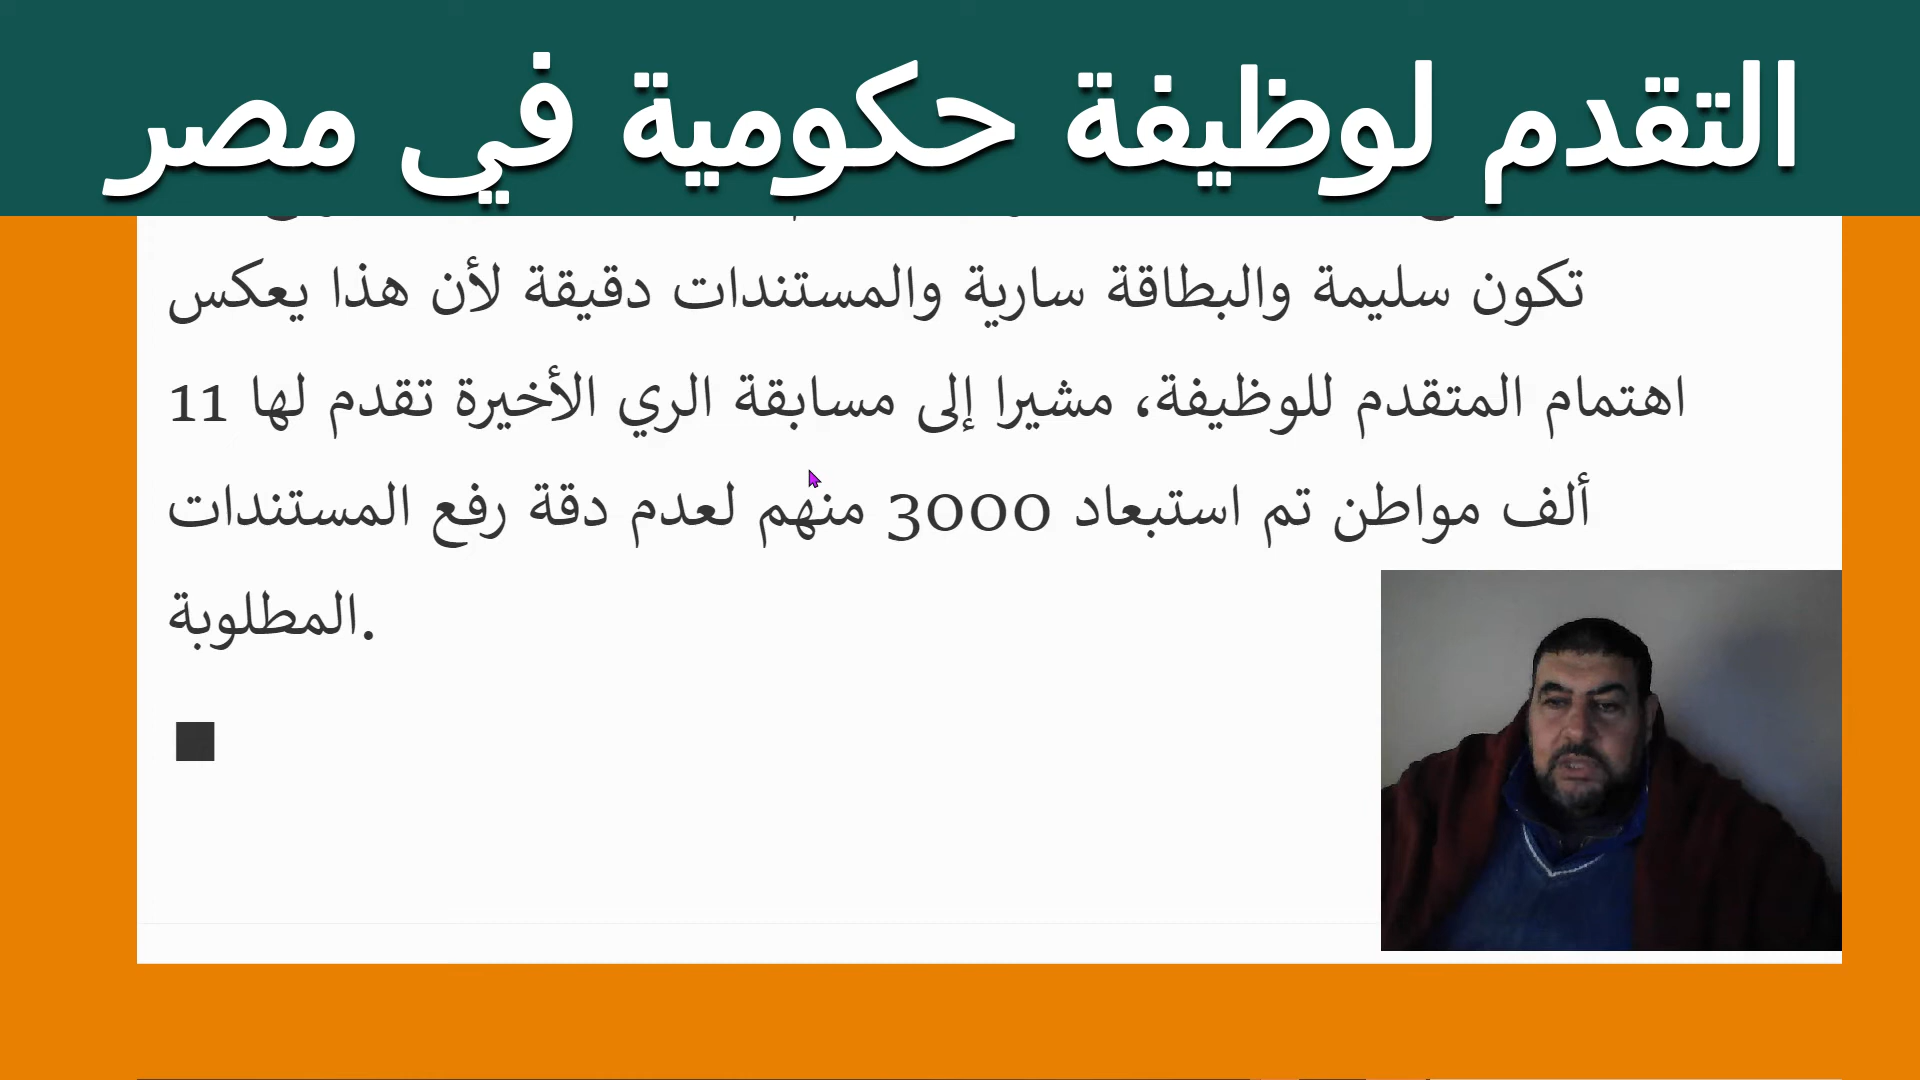 التقدم لوظيفة حكومية في مصر
تكون سليمة والبطاقة سارية والمستندات دقيقة لأن هذا يعكس
اهتمام المتقدم للوظيفة، مشيرا إلى مسابقة الري الأخيرة تقدم لها 11
ألف مواطن تم استبعاد 3000 منهم لعدم دقة رفع المستندات
المطلوبة.